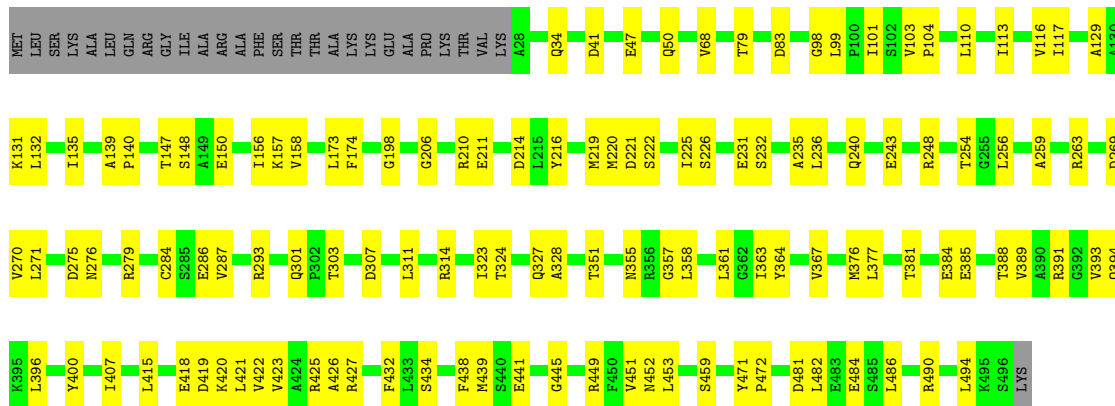 MET LEU SER LYS ALA LEU GLN ARG GLY ILE ALA ARG ALA PHE SER THR THR ALA LYS LYS GLU ALA PRO LYS THR VAL LYS A28 Q34 D41 E47 Q50 V68 T79 D83 G98 L99 P100 I101 S102 V103 P104 L110 I113 V116 I117 A129 A130
K131 L132 I135 A139 P140 T147 S148 A149 E150 I156 K157 V158 L173 F174 G198 G206 R210 E211 D214 L215 Y216 M219 M220 D221 S222 I225 S226 E231 S232 A235 L236 Q240 E243 R248 T254 G255 L256 A259 R263
V270 L271 D275 N276 R279 C284 S285 E286 V287 R293 Q301 P302 T303 D307 L311 R314 I323 T324 Q327 A328 T351 N355 R356 G357 L358 L361 G362 I363 Y364 V367 M376 L377 T381 E384 E385 T388 V389 A390 R391 G392 V393
K395 L396 Y400 I407 L415 E418 D419 K420 L421 V422 V423 A424 R425 A426 R427 F432 L433 S434 F438 M439 S440 E441 G445 R449 F450 V451 N452 L453 S459 Y471 P472 D481 L482 E483 E484 S485 L486 R490 L494 K495 S496 LYS